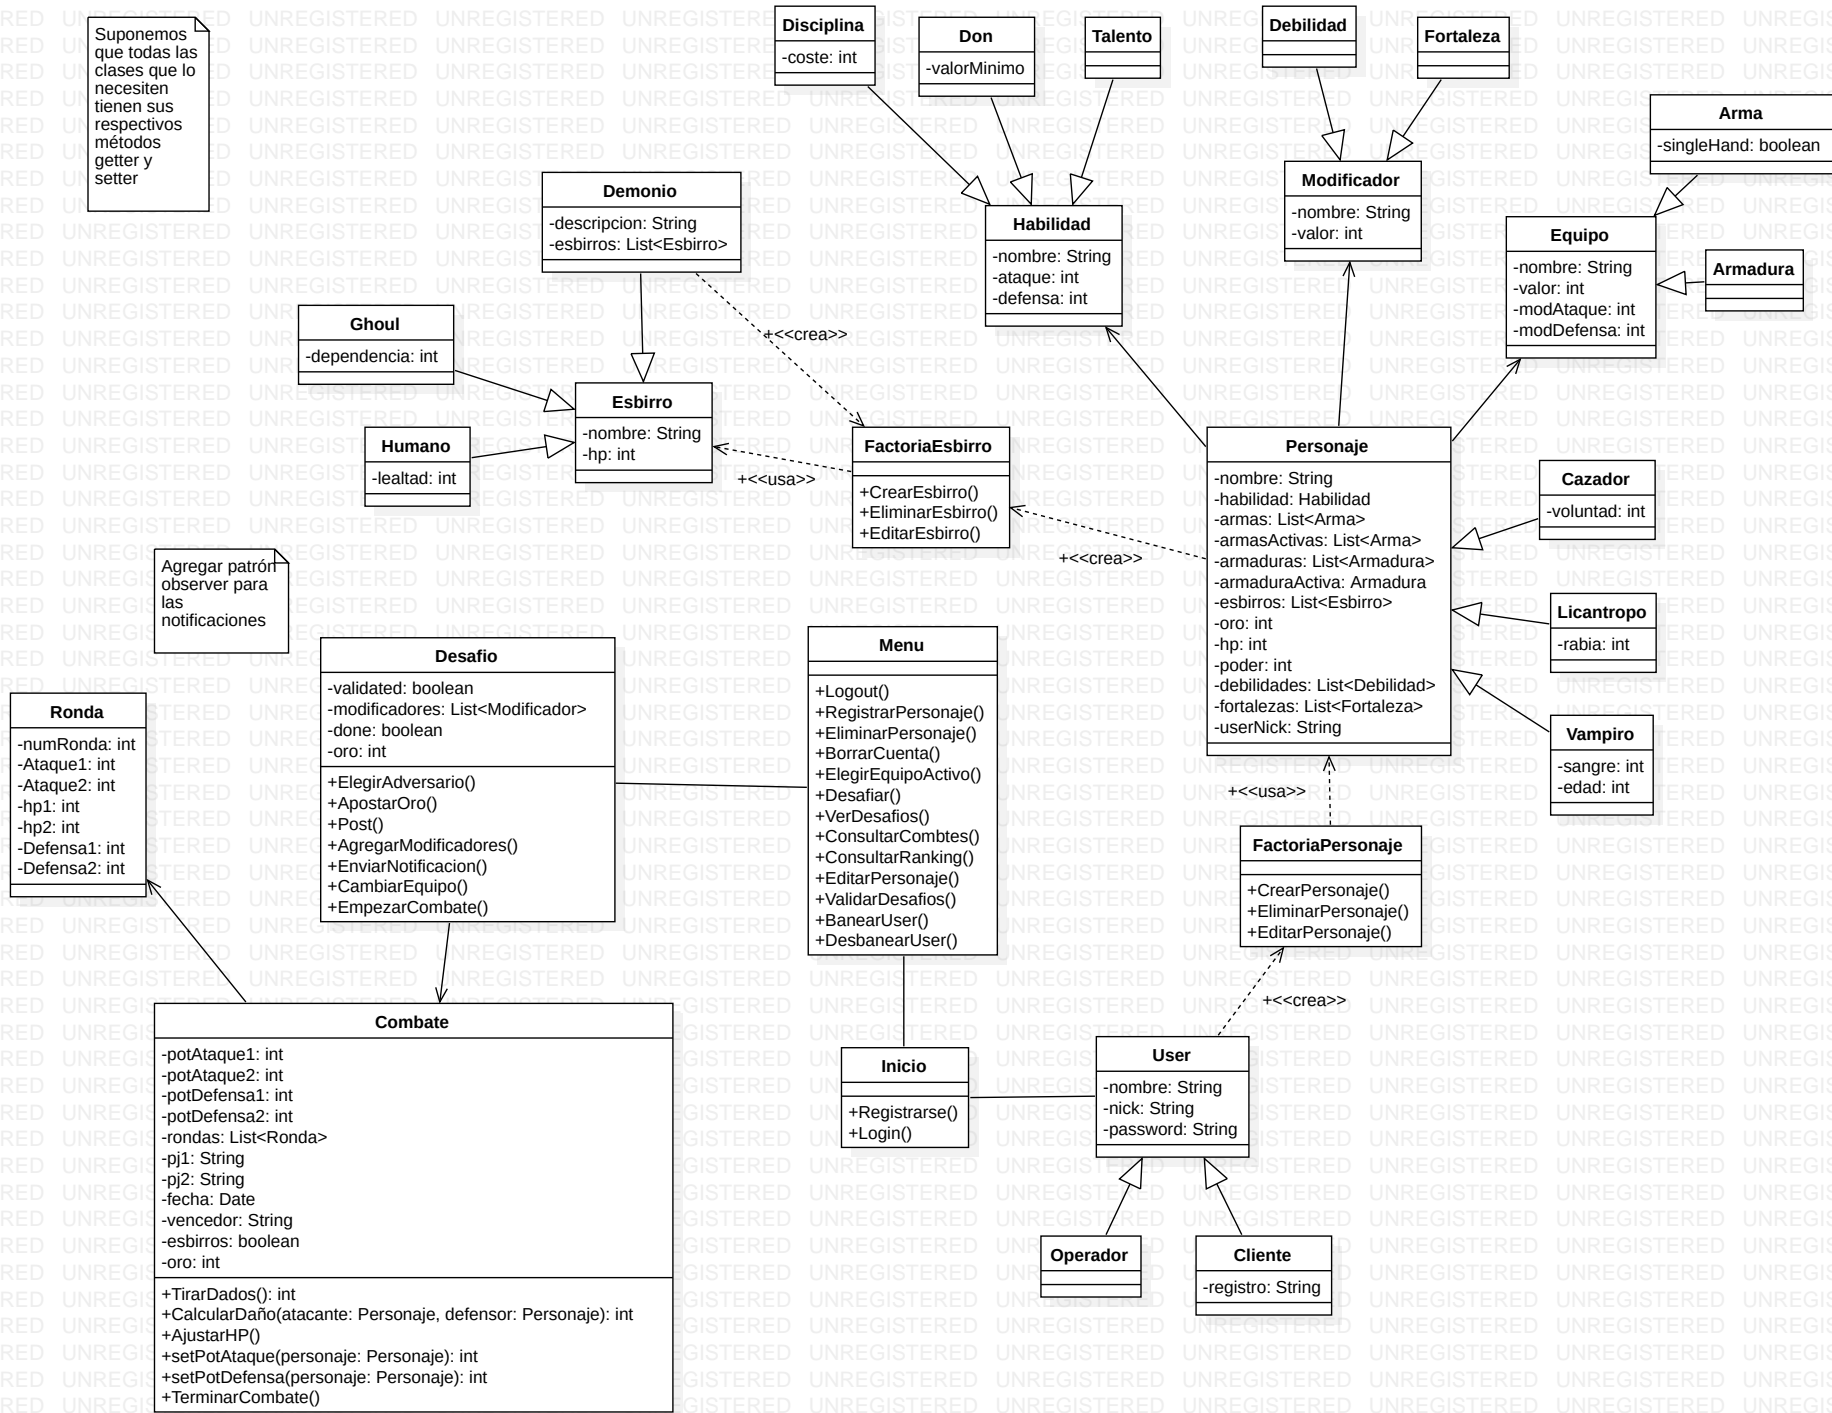 Suponemos
que todas las
clases que lo
necesiten
tienen sus
respectivos
métodos
getter y
setter
Disciplina
-coste: int
Don
-valorMinimo
Talento
Debilidad
Fortaleza
Arma
-singleHand: boolean
Demonio
-descripcion: String
-esbirros: List<Esbirro>
Habilidad
-nombre: String
-ataque: int
-defensa: int
Modificador
-nombre: String
-valor: int
Equipo
-nombre: String
-valor: int
-modAtaque: int
-modDefensa: int
Armadura
Ghoul
-dependencia: int
+<<crea>>
Esbirro
-nombre: String
-hp: int
Humano
-lealtad: int
+<<usa>>
FactoriaEsbirro
+CrearEsbirro()
+EliminarEsbirro()
+EditarEsbirro()
+<<crea>>
Personaje
-nombre: String
-habilidad: Habilidad
-armas: List<Arma>
-armasActivas: List<Arma>
-armaduras: List<Armadura>
-armaduraActiva: Armadura
-esbirros: List<Esbirro>
-oro: int
-hp: int
-poder: int
-debilidades: List<Debilidad>
-fortalezas: List<Fortaleza>
-userNick: String
Cazador
-voluntad: int
Licantropo
-rabia: int
Vampiro
-sangre: int
-edad: int
Agregar patrón
observer para
las
notificaciones
Desafio
-validated: boolean
-modificadores: List<Modificador>
-done: boolean
-oro: int
+ElegirAdversario()
+ApostarOro()
+Post()
+AgregarModificadores()
+EnviarNotificacion()
+CambiarEquipo()
+EmpezarCombate()
Menu
+Logout()
+RegistrarPersonaje()
+EliminarPersonaje()
+BorrarCuenta()
+ElegirEquipoActivo()
+Desafiar()
+VerDesafios()
+ConsultarCombtes()
+ConsultarRanking()
+EditarPersonaje()
+ValidarDesafios()
+BanearUser()
+DesbanearUser()
Ronda
-numRonda: int
-Ataque1: int
-Ataque2: int
-hp1: int
-hp2: int
-Defensa1: int
-Defensa2: int
+<<usa>>
FactoriaPersonaje
+CrearPersonaje()
+EliminarPersonaje()
+EditarPersonaje()
+<<crea>>
Combate
-potAtaque1: int
-potAtaque2: int
-potDefensa1: int
-potDefensa2: int
-rondas: List<Ronda>
-pj1: String
-pj2: String
-fecha: Date
-vencedor: String
-esbirros: boolean
-oro: int
+TirarDados(): int
+CalcularDaño(atacante: Personaje, defensor: Personaje): int
+AjustarHP()
+setPotAtaque(personaje: Personaje): int
+setPotDefensa(personaje: Personaje): int
+TerminarCombate()
Inicio
+Registrarse()
+Login()
User
-nombre: String
-nick: String
-password: String
Operador
Cliente
-registro: String
UNREGISTERED